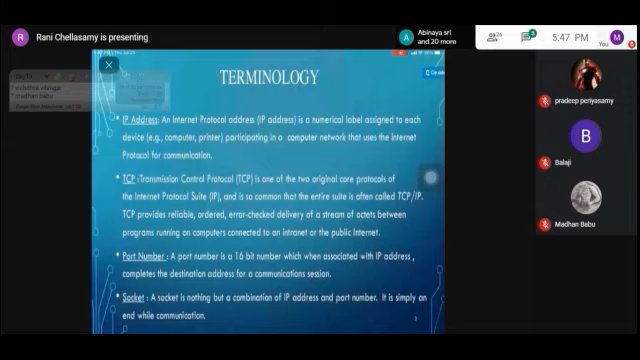 R Rani Chellasamy is presenting
A Abinaya sri
and 20 more
26
5:47 PM
M
You
TERMINOLOGY
• IP Address: An Internet Protocol address (IP address) is a numerical label assigned to each
device (e.g., computer, printer) participating in a computer network that uses the Internet
Protocol for communication.
• TCP :Transmission Control Protocol (TCP) is one of the two original core protocols of
the Internet Protocol Suite (IP), and is so common that the entire suite is often called TCP/IP.
TCP provides reliable, ordered, error-checked delivery of a stream of octets between
programs running on computers connected to an intranet or the public Internet.
• Port Number : A port number is a 16 bit number which when associated with IP address ,
completes the destination address for a communications session.
• Socket : A socket is nothing but a combination of IP address and port number. It is simply an
end while communication.
3
pradeep periyasamy
B
Balaji
Madhan Babu